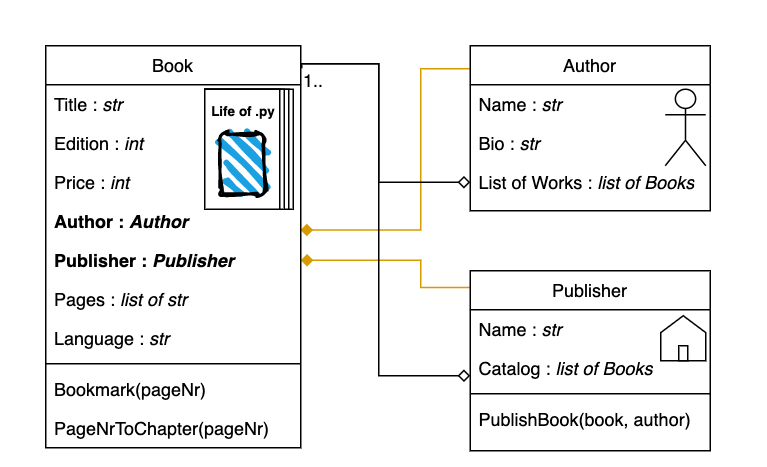 Book
1..
Title : str
Life of .py
Edition : int
Price : int
Author : Author
Publisher : Publisher
Pages : list of str
Language : str
Bookmark(pageNr)
PageNrToChapter(pageNr)
Author
Name : str
Bio : str
List of Works : list of Books
Publisher
Name : str
Catalog : list of Books
PublishBook(book, author)